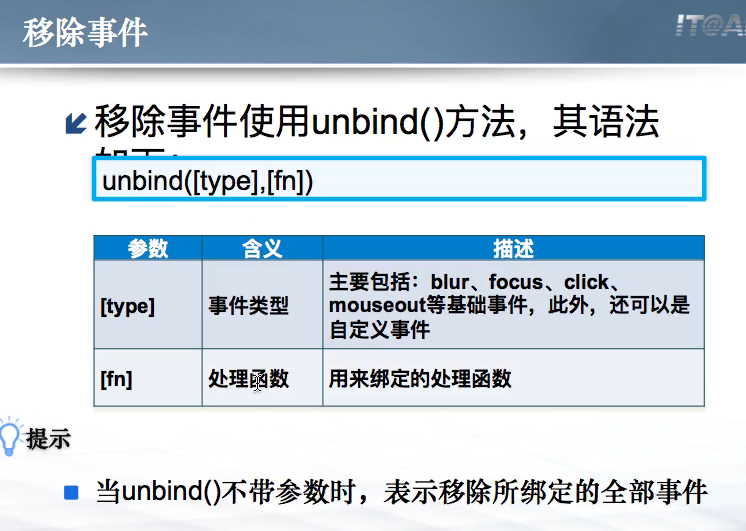 移除事件
IT@A
移除事件使用unbind()方法，其语法
如下：
unbind([type],[fn])
参数 含义 描述
[type] 事件类型 主要包括：blur、focus、click、
mouseout等基础事件，此外，还可以是
自定义事件
[fn] 处理函数 用来绑定的处理函数
提示
当unbind()不带参数时，表示移除所绑定的全部事件